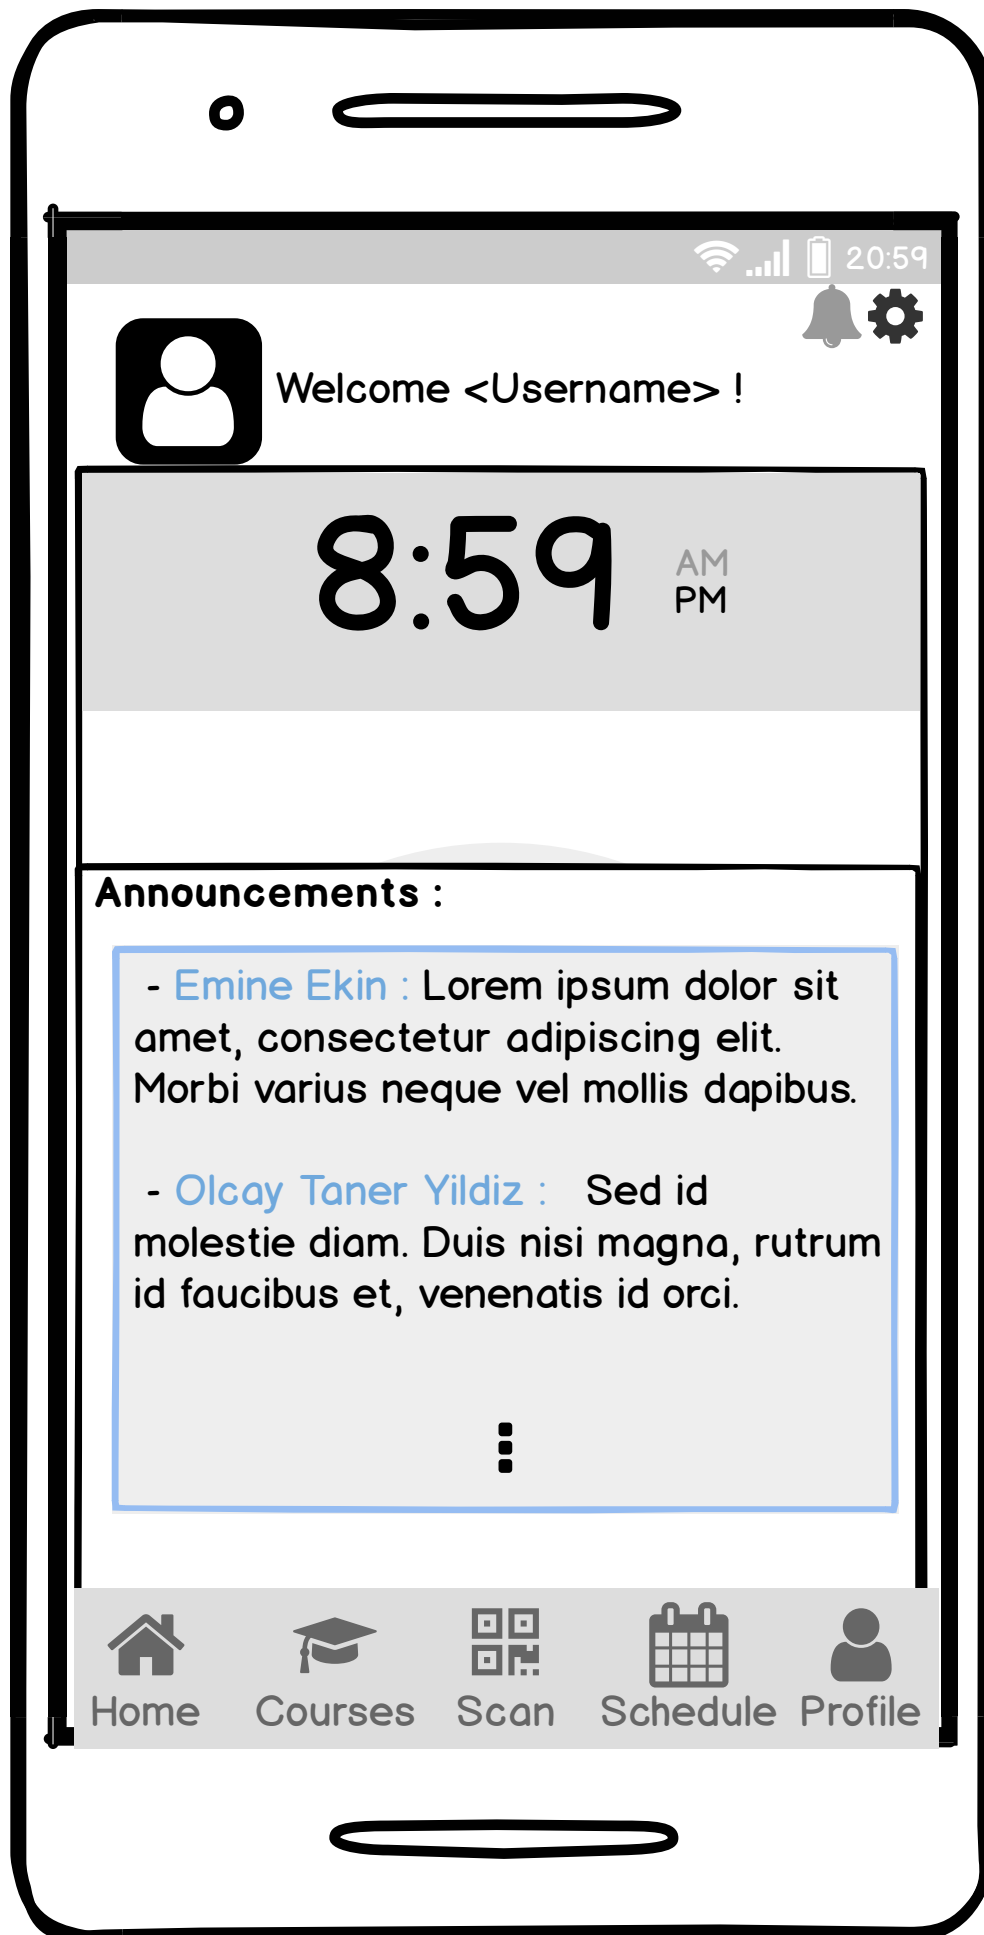 20:59
Welcome <Username> !
8:59
AM
PM
Announcements :
- Emine Ekin : Lorem ipsum dolor sit
amet, consectetur adipiscing elit.
Morbi varius neque vel mollis dapibus.
- Olcay Taner Yildiz : Sed id
molestie diam. Duis nisi magna, rutrum
id faucibus et, venenatis id orci.
Home Courses Scan Schedule Profile